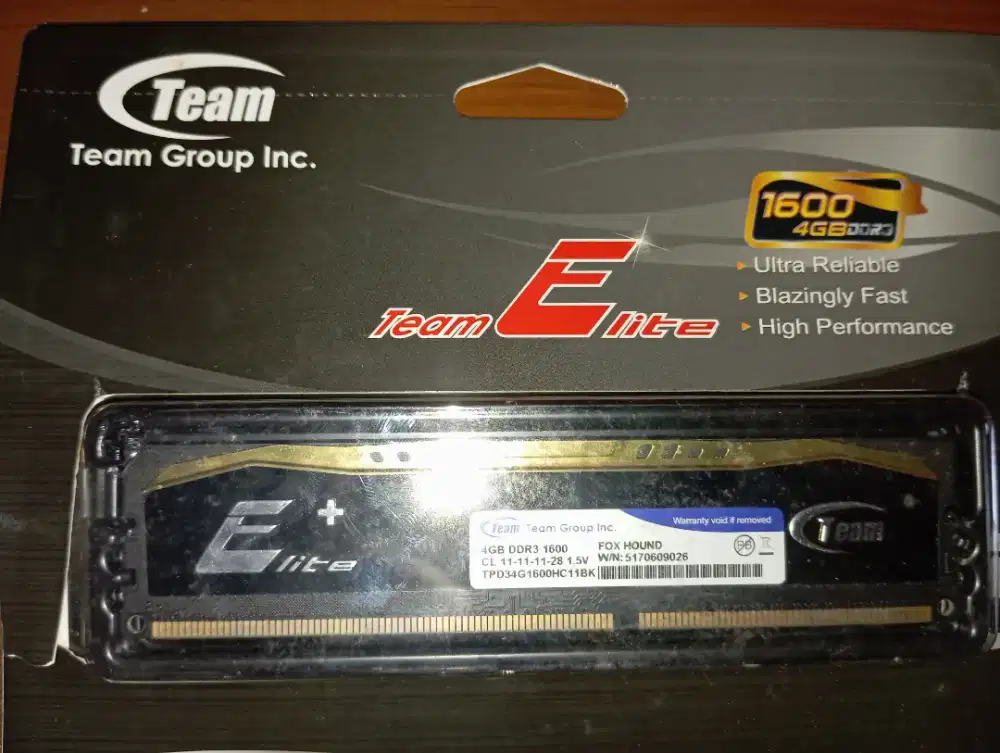 Team
Team Group Inc.
1600
4GB DDR3
Ultra Reliable
Blazingly Fast
High Performance
Team Elite
Elite+
Team Team Group Inc.
Warranty void if removed
4GB DDR3 1600 FOX HOUND
CL 11-11-11-28 1.5V W/N: 5170609026
TPD34G1600HC11BK
Team